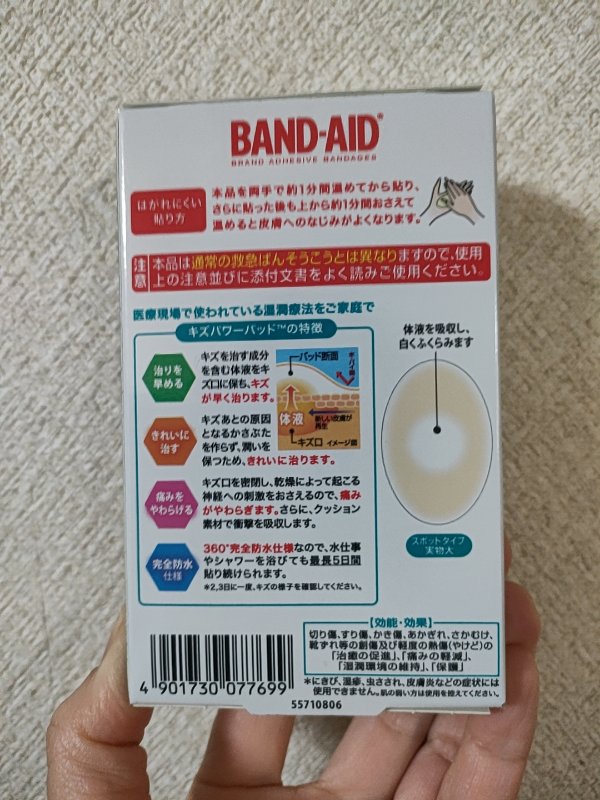 BAND-AID®
BRAND ADHESIVE BANDAGES
はがれにくい
貼り方
本品を両手で約1分間温めてから貼り、
さらに貼った後も上から約1分間おさえて
温めると皮膚へのなじみがよくなります。
注意
本品は通常の救急ばんそうこうとは異なりますので、使用
上の注意並びに添付文書をよく読みご使用ください。
医療現場で使われている湿潤療法をご家庭で
キズパワーパッド™の特徴
治りを
早める
キズを治す成分
を含む体液をキ
ズ口に保ち、キズ
が早く治ります。
パッド断面
水・バイ菌
体液
新しい皮膚が
再生
キズ口
イメージ図
きれいに
治す
キズあとの原因
となるかさぶた
を作らず、潤いを
保つため、きれいに治ります。
痛みを
やわらげる
キズ口を密閉し、乾燥によって起こる
神経への刺激をおさえるので、痛み
がやわらぎます。さらに、クッション
素材で衝撃を吸収します。
完全防水
仕様
360°完全防水仕様なので、水仕事
やシャワーを浴びても最長5日間
貼り続けられます。
*2,3日に一度、キズの様子を確認してください。
体液を吸収し、
白くふくらみます
スポットタイプ
実物大
【効能・効果】
切り傷、すり傷、かき傷、あかぎれ、さかむけ、
靴ずれ等の創傷及び軽度の熱傷(やけど)の
「治癒の促進」、「痛みの軽減」、
「湿潤環境の維持」、「保護」
*にきび、湿疹、虫さされ、皮膚炎などの症状には
使用できません。肌の弱い方は使用を控えてください。
4 901730 077699
55710806